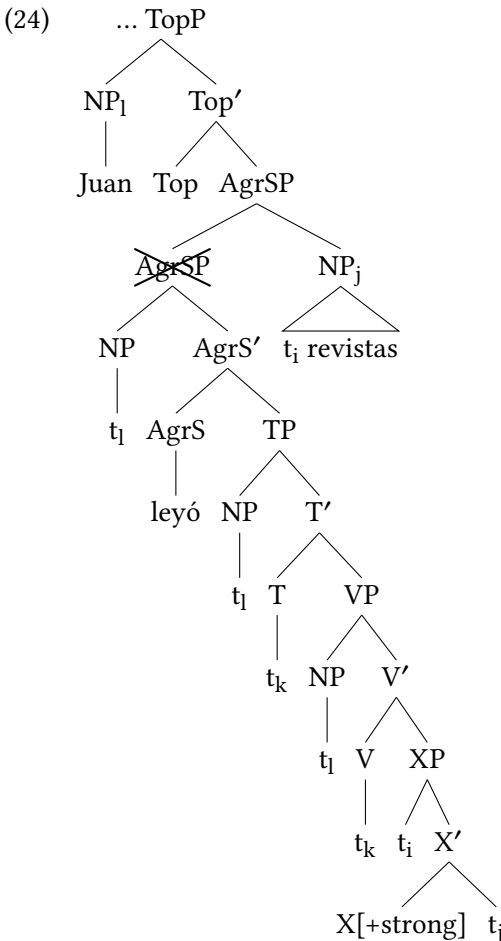 (24) ... TopP
NPl Top′
Juan Top AgrSP
AgrSP NPj
NP AgrS′ ti revistas
tl AgrS TP
leyó NP T′
tl T VP
tk NP V′
tl V XP
tk ti X′
X[+strong] tj